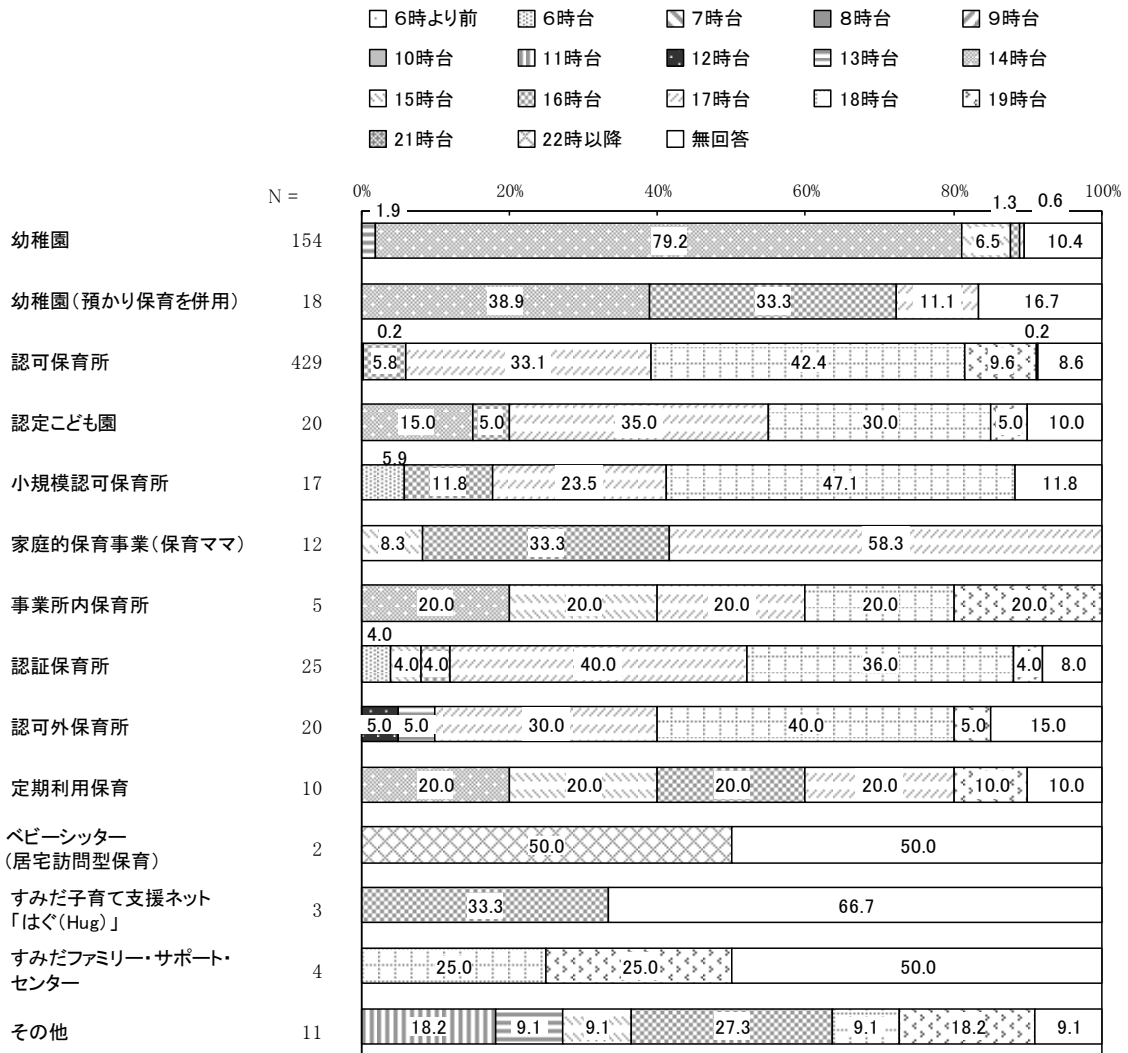 6時より前 6時台 7時台 8時台 9時台
10時台 11時台 12時台 13時台 14時台
15時台 16時台 17時台 18時台 19時台
21時台 22時以降 無回答
N = 0% 20% 40% 60% 80% 100%
1.9 1.3 0.6
幼稚園 154 79.2 6.5 10.4
幼稚園(預かり保育を併用) 18 38.9 33.3 11.1 16.7
0.2 0.2
認可保育所 429 5.8 33.1 42.4 9.6 8.6
認定こども園 20 15.0 5.0 35.0 30.0 5.0 10.0
5.9
小規模認可保育所 17 11.8 23.5 47.1 11.8
家庭的保育事業(保育ママ) 12 8.3 33.3 58.3
事業所内保育所 5 20.0 20.0 20.0 20.0 20.0
4.0
認証保育所 25 4.0 4.0 40.0 36.0 4.0 8.0
認可外保育所 20 5.0 5.0 30.0 40.0 5.0 15.0
定期利用保育 10 20.0 20.0 20.0 20.0 10.0 10.0
ベビーシッター
(居宅訪問型保育) 2 50.0 50.0
すみだ子育て支援ネット
「はぐ(Hug)」 3 33.3 66.7
すみだファミリー・サポート・
センター 4 25.0 25.0 50.0
その他 11 18.2 9.1 9.1 27.3 9.1 18.2 9.1